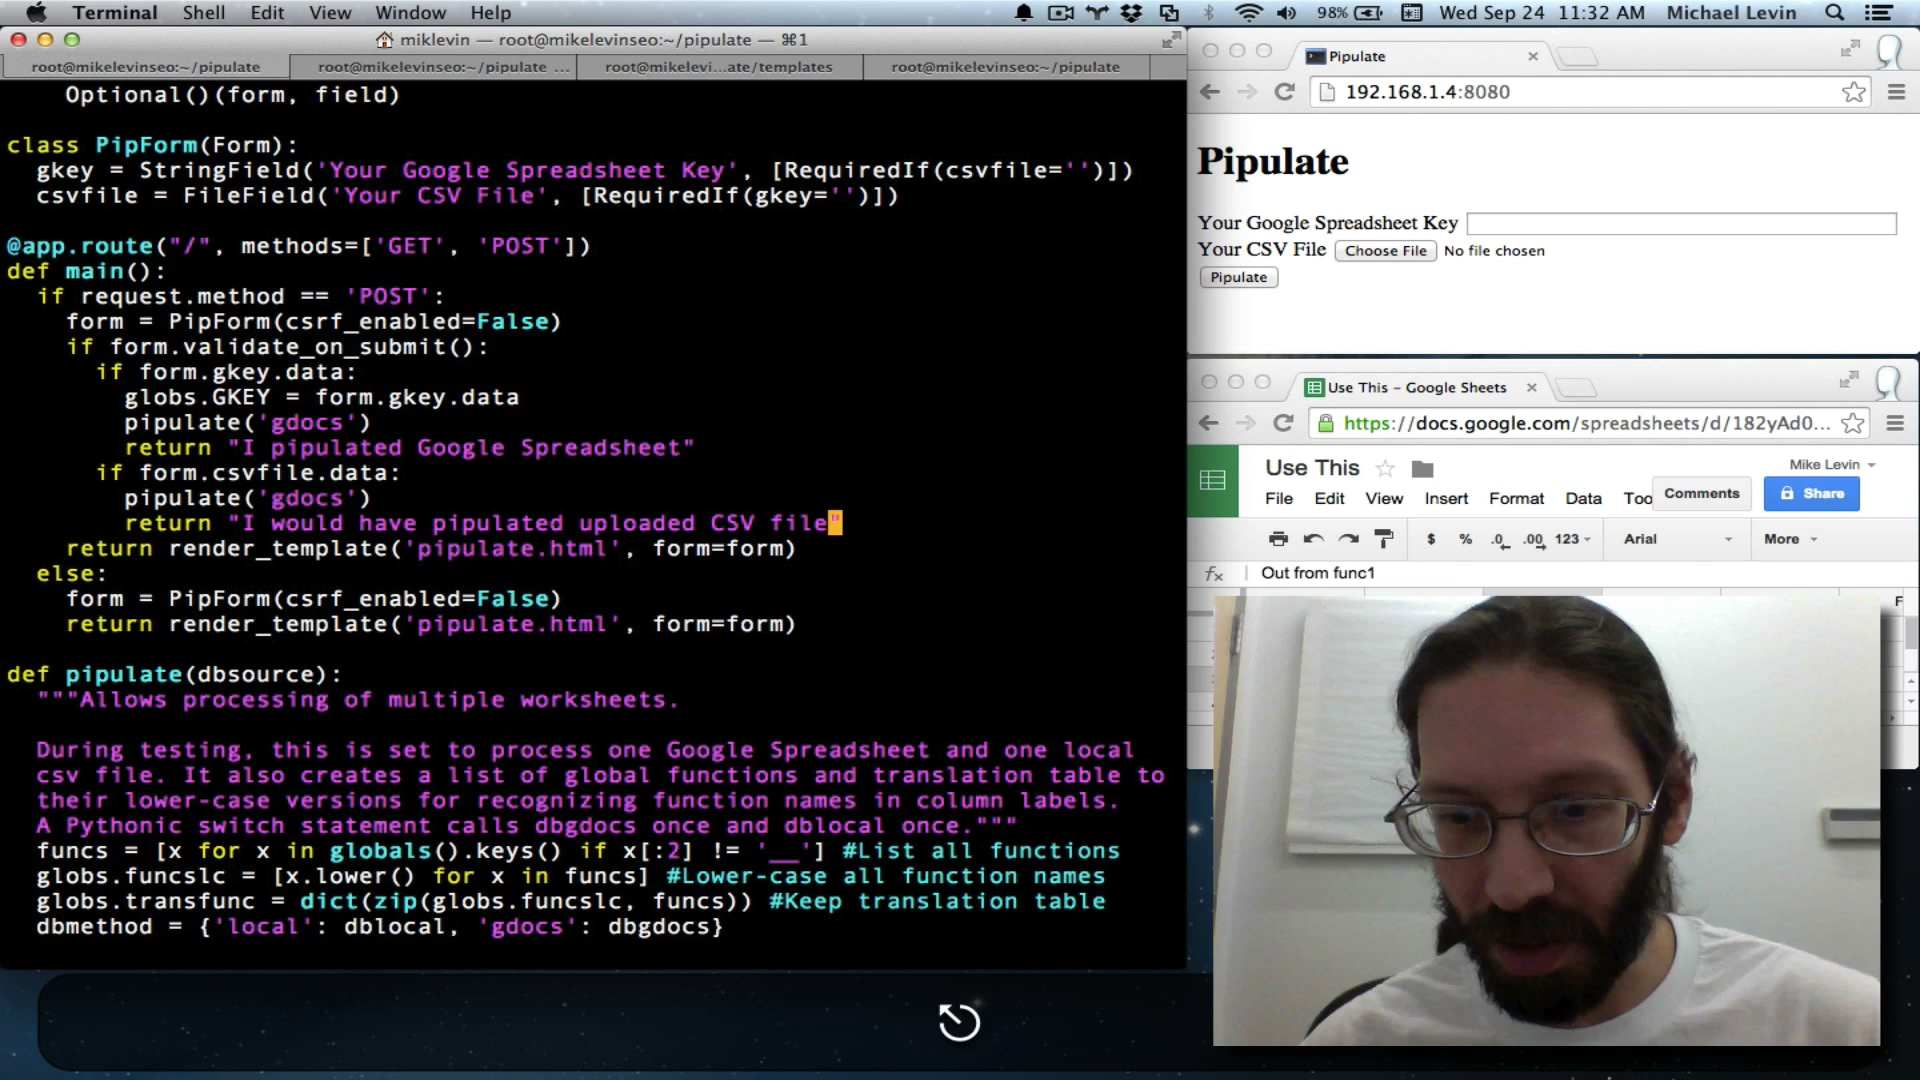 Terminal Shell Edit View Window Help 98% Wed Sep 24 11:32 AM Michael Levin
miklevin — root@mikelevinseo:~/pipulate — ⌘1
root@mikelevinseo:~/pipulate root@mikelevinseo:~/pipulate ... root@mikelevi...ate/templates root@mikelevinseo:~/pipulate
Optional()(form, field)
class PipForm(Form):
gkey = StringField('Your Google Spreadsheet Key', [RequiredIf(csvfile='')])
csvfile = FileField('Your CSV File', [RequiredIf(gkey='')])
@app.route("/", methods=['GET', 'POST'])
def main():
if request.method == 'POST':
form = PipForm(csrf_enabled=False)
if form.validate_on_submit():
if form.gkey.data:
globs.GKEY = form.gkey.data
pipulate('gdocs')
return "I pipulated Google Spreadsheet"
if form.csvfile.data:
pipulate('gdocs')
return "I would have pipulated uploaded CSV file"
return render_template('pipulate.html', form=form)
else:
form = PipForm(csrf_enabled=False)
return render_template('pipulate.html', form=form)
def pipulate(dbsource):
"""Allows processing of multiple worksheets.
During testing, this is set to process one Google Spreadsheet and one local
csv file. It also creates a list of global functions and translation table to
their lower-case versions for recognizing function names in column labels.
A Pythonic switch statement calls dbgdocs once and dblocal once."""
funcs = [x for x in globals().keys() if x[:2] != '__'] #List all functions
globs.funcslc = [x.lower() for x in funcs] #Lower-case all function names
globs.transfunc = dict(zip(globs.funcslc, funcs)) #Keep translation table
dbmethod = {'local': dblocal, 'gdocs': dbgdocs}
Pipulate
192.168.1.4:8080
Pipulate
Your Google Spreadsheet Key
Your CSV File Choose File No file chosen
Pipulate
Use This – Google Sheets
https://docs.google.com/spreadsheets/d/182yAd0...
Use This Mike Levin
File Edit View Insert Format Data Too Comments Share
$ % .0 .00 123 Arial More
fx Out from func1
F